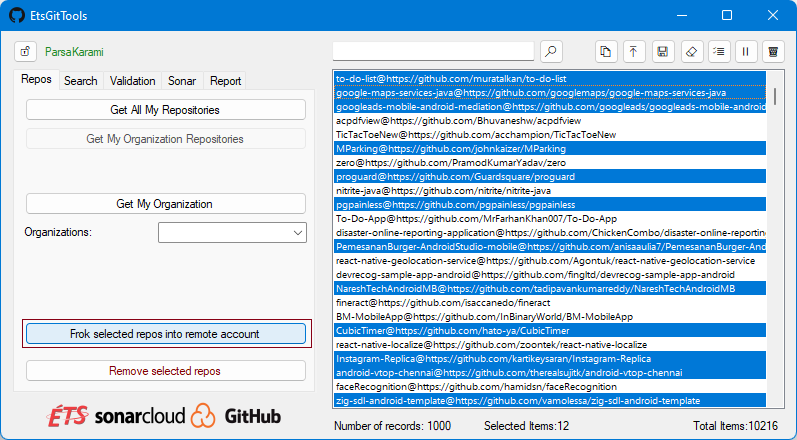 EtsGitTools
ParsaKarami
Repos Search Validation Sonar Report
Get All My Repositories
Get My Organization Repositories
Get My Organization
Organizations:
Frok selected repos into remote account
Remove selected repos
ÉTS sonarcloud GitHub
to-do-list@https://github.com/muratalkan/to-do-list
google-maps-services-java@https://github.com/googlemaps/google-maps-services-java
googleads-mobile-android-mediation@https://github.com/googleads/googleads-mobile-android
acpdfview@https://github.com/Bhuvaneshw/acpdfview
TicTacToeNew@https://github.com/acchampion/TicTacToeNew
MParking@https://github.com/johnkaizer/MParking
zero@https://github.com/PramodKumarYadav/zero
proguard@https://github.com/Guardsquare/proguard
nitrite-java@https://github.com/nitrite/nitrite-java
pgpainless@https://github.com/pgpainless/pgpainless
To-Do-App@https://github.com/MrFarhanKhan007/To-Do-App
disaster-online-reporting-application@https://github.com/ChickenCombo/disaster-online-reporting
PemesananBurger-AndroidStudio-mobile@https://github.com/anisaaulia7/PemesananBurger-And
react-native-geolocation-service@https://github.com/Agontuk/react-native-geolocation-service
devrecog-sample-app-android@https://github.com/fingltd/devrecog-sample-app-android
NareshTechAndroidMB@https://github.com/tadipavankumarreddy/NareshTechAndroidMB
fineract@https://github.com/isaccanedo/fineract
BM-MobileApp@https://github.com/InBinaryWorld/BM-MobileApp
CubicTimer@https://github.com/hato-ya/CubicTimer
react-native-localize@https://github.com/zoontek/react-native-localize
Instagram-Replica@https://github.com/kartikeysaran/Instagram-Replica
android-vtop-chennai@https://github.com/therealsujitk/android-vtop-chennai
faceRecognition@https://github.com/hamidsn/faceRecognition
zig-sdl-android-template@https://github.com/vamolessa/zig-sdl-android-template
Number of records: 1000 Selected Items:12 Total Items:10216